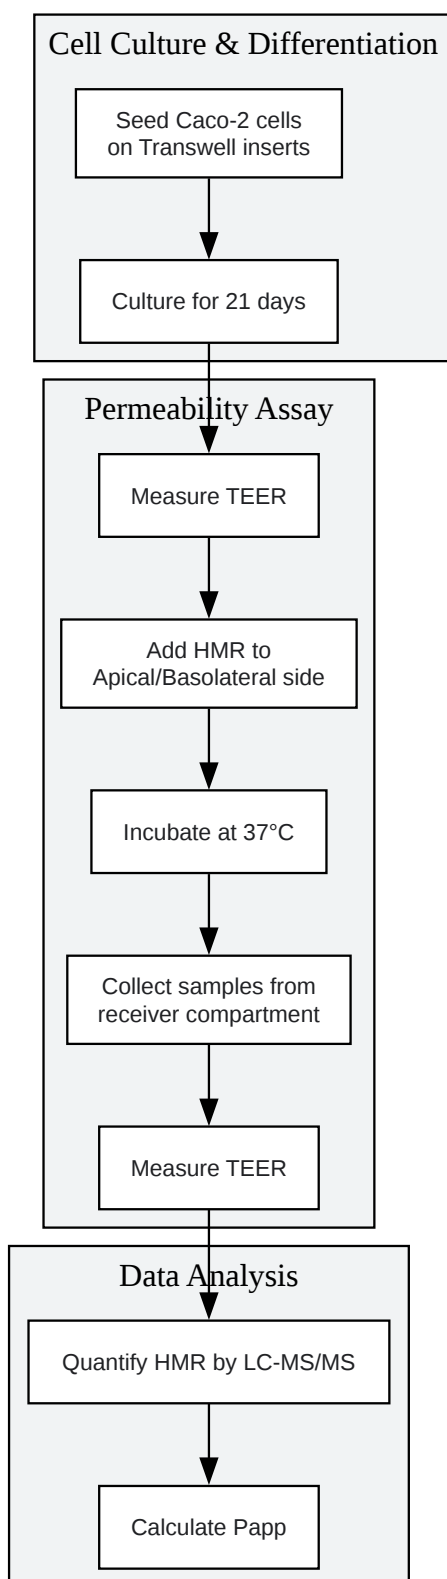 Cell Culture & Differentiation
Seed Caco-2 cells
on Transwell inserts
Culture for 21 days
Permeability Assay
Measure TEER
Add HMR to
Apical/Basolateral side
Incubate at 37°C
Collect samples from
receiver compartment
Measure TEER
Data Analysis
Quantify HMR by LC-MS/MS
Calculate Papp